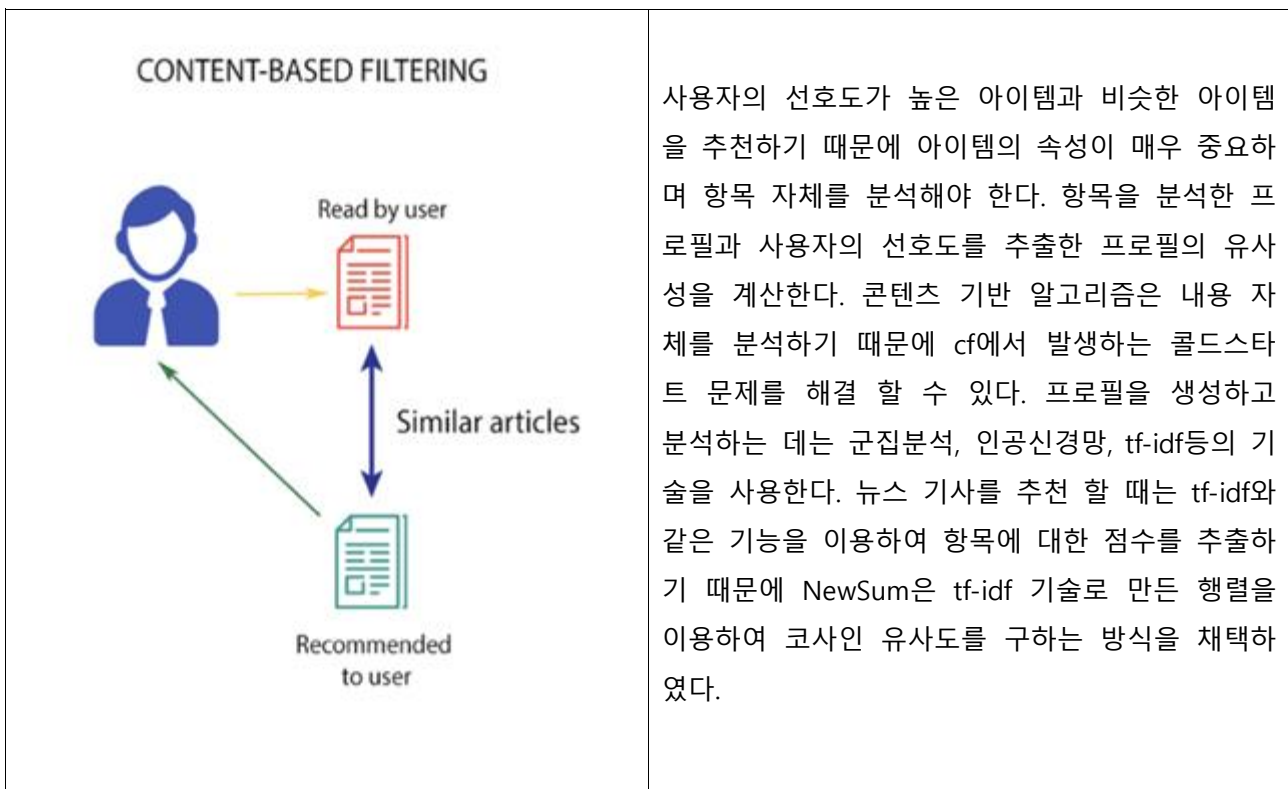 CONTENT-BASED FILTERING
Read by user
Similar articles
Recommended
to user
사용자의 선호도가 높은 아이템과 비슷한 아이템
을 추천하기 때문에 아이템의 속성이 매우 중요하
며 항목 자체를 분석해야 한다. 항목을 분석한 프
로필과 사용자의 선호도를 추출한 프로필의 유사
성을 계산한다. 콘텐츠 기반 알고리즘은 내용 자
체를 분석하기 때문에 cf에서 발생하는 콜드스타
트 문제를 해결 할 수 있다. 프로필을 생성하고
분석하는 데는 군집분석, 인공신경망, tf-idf등의 기
술을 사용한다. 뉴스 기사를 추천 할 때는 tf-idf와
같은 기능을 이용하여 항목에 대한 점수를 추출하
기 때문에 NewSum은 tf-idf 기술로 만든 행렬을
이용하여 코사인 유사도를 구하는 방식을 채택하
였다.